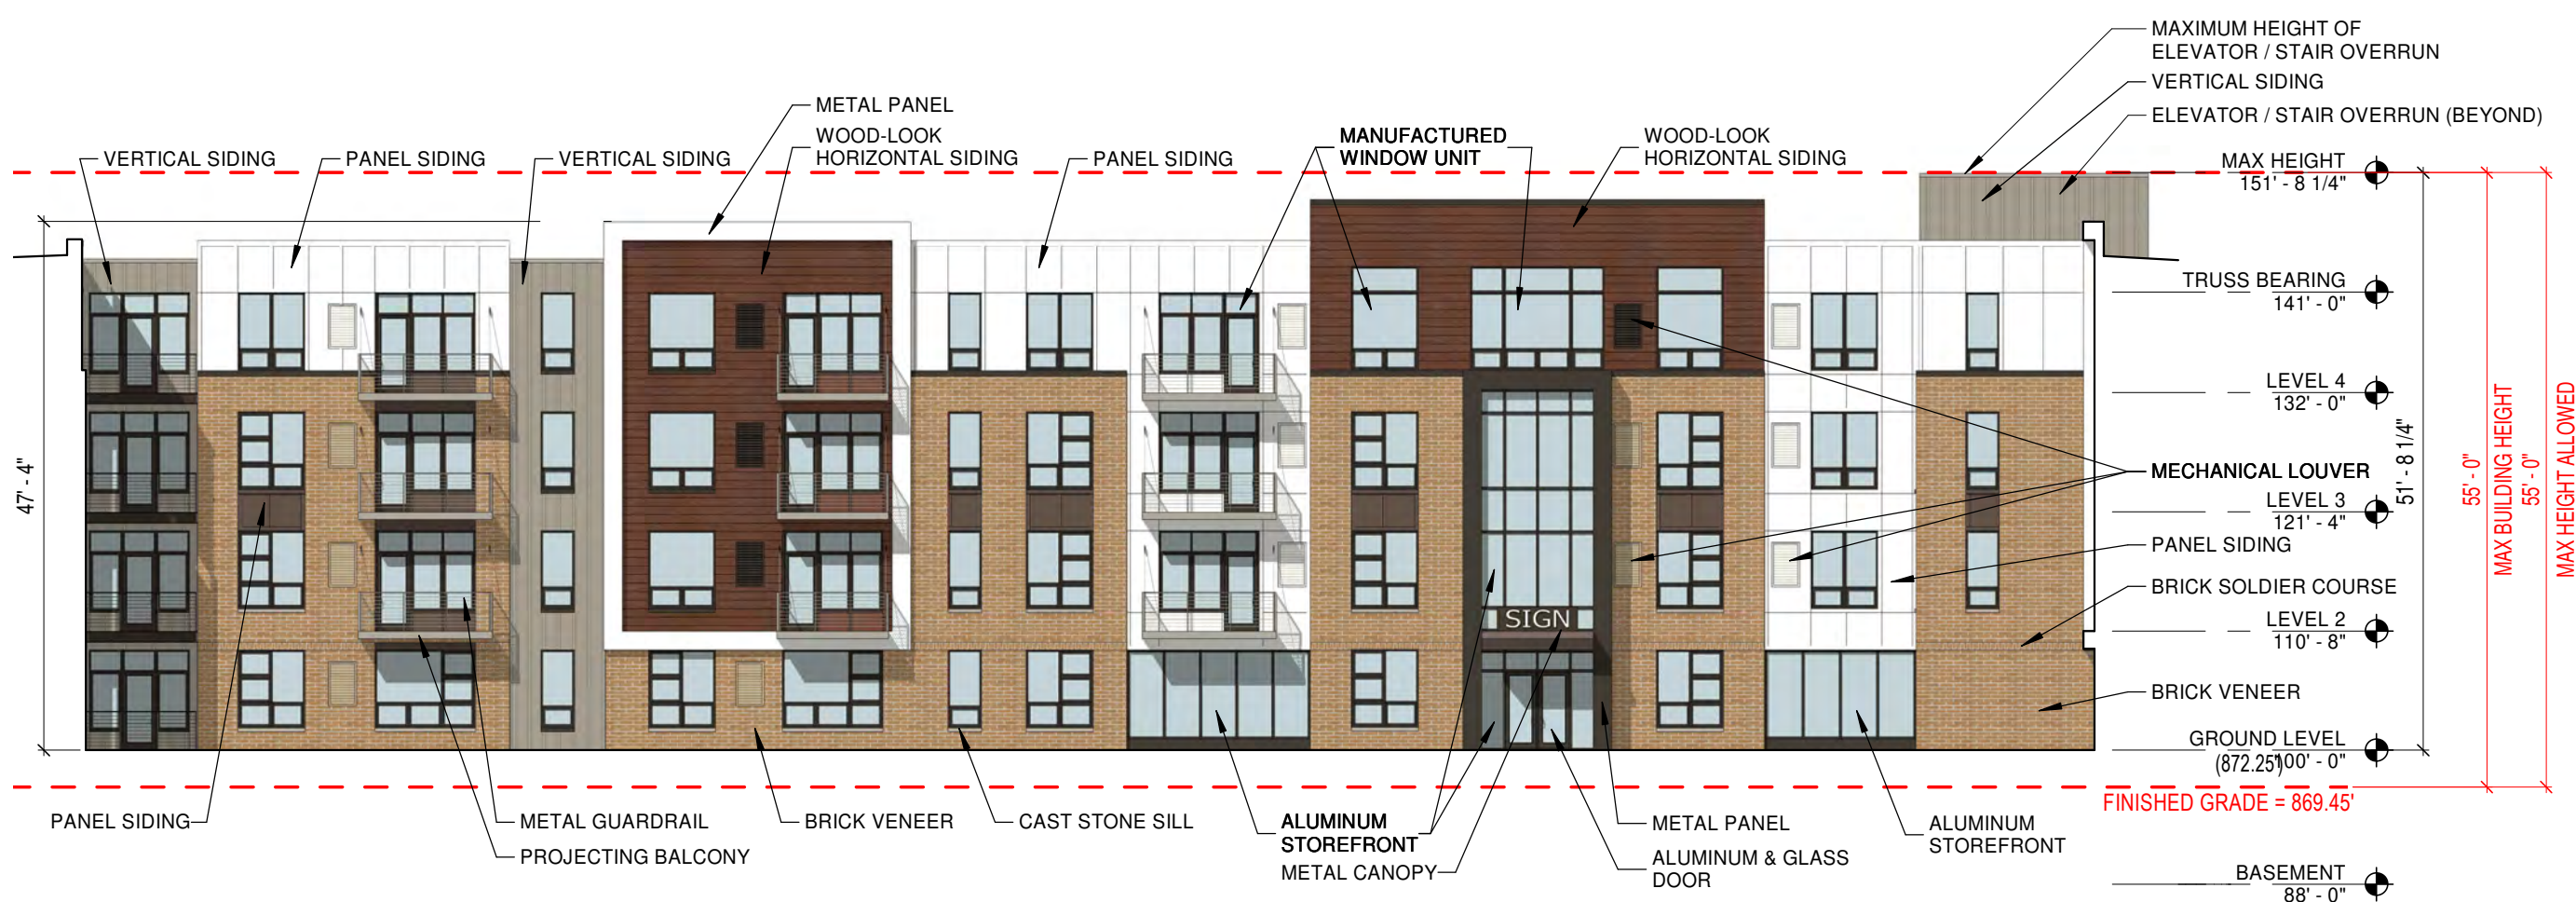 MAXIMUM HEIGHT OF
ELEVATOR / STAIR OVERRUN
VERTICAL SIDING
ELEVATOR / STAIR OVERRUN (BEYOND)
METAL PANEL
WOOD-LOOK
HORIZONTAL SIDING
MANUFACTURED
WINDOW UNIT
WOOD-LOOK
HORIZONTAL SIDING
VERTICAL SIDING
PANEL SIDING
VERTICAL SIDING
PANEL SIDING
MAX HEIGHT
151' - 8 1/4"
TRUSS BEARING
141' - 0"
LEVEL 4
132' - 0"
MECHANICAL LOUVER
LEVEL 3
121' - 4"
PANEL SIDING
BRICK SOLDIER COURSE
LEVEL 2
110' - 8"
BRICK VENEER
GROUND LEVEL
(872.25')100' - 0"
FINISHED GRADE = 869.45'
BASEMENT
88' - 0"
47' - 4"
51' - 8 1/4"
55' - 0"
MAX BUILDING HEIGHT
55' - 0"
MAX HEIGHT ALLOWED
SIGN
PANEL SIDING
METAL GUARDRAIL
PROJECTING BALCONY
BRICK VENEER
CAST STONE SILL
ALUMINUM
STOREFRONT
METAL CANOPY
METAL PANEL
ALUMINUM & GLASS
DOOR
ALUMINUM
STOREFRONT